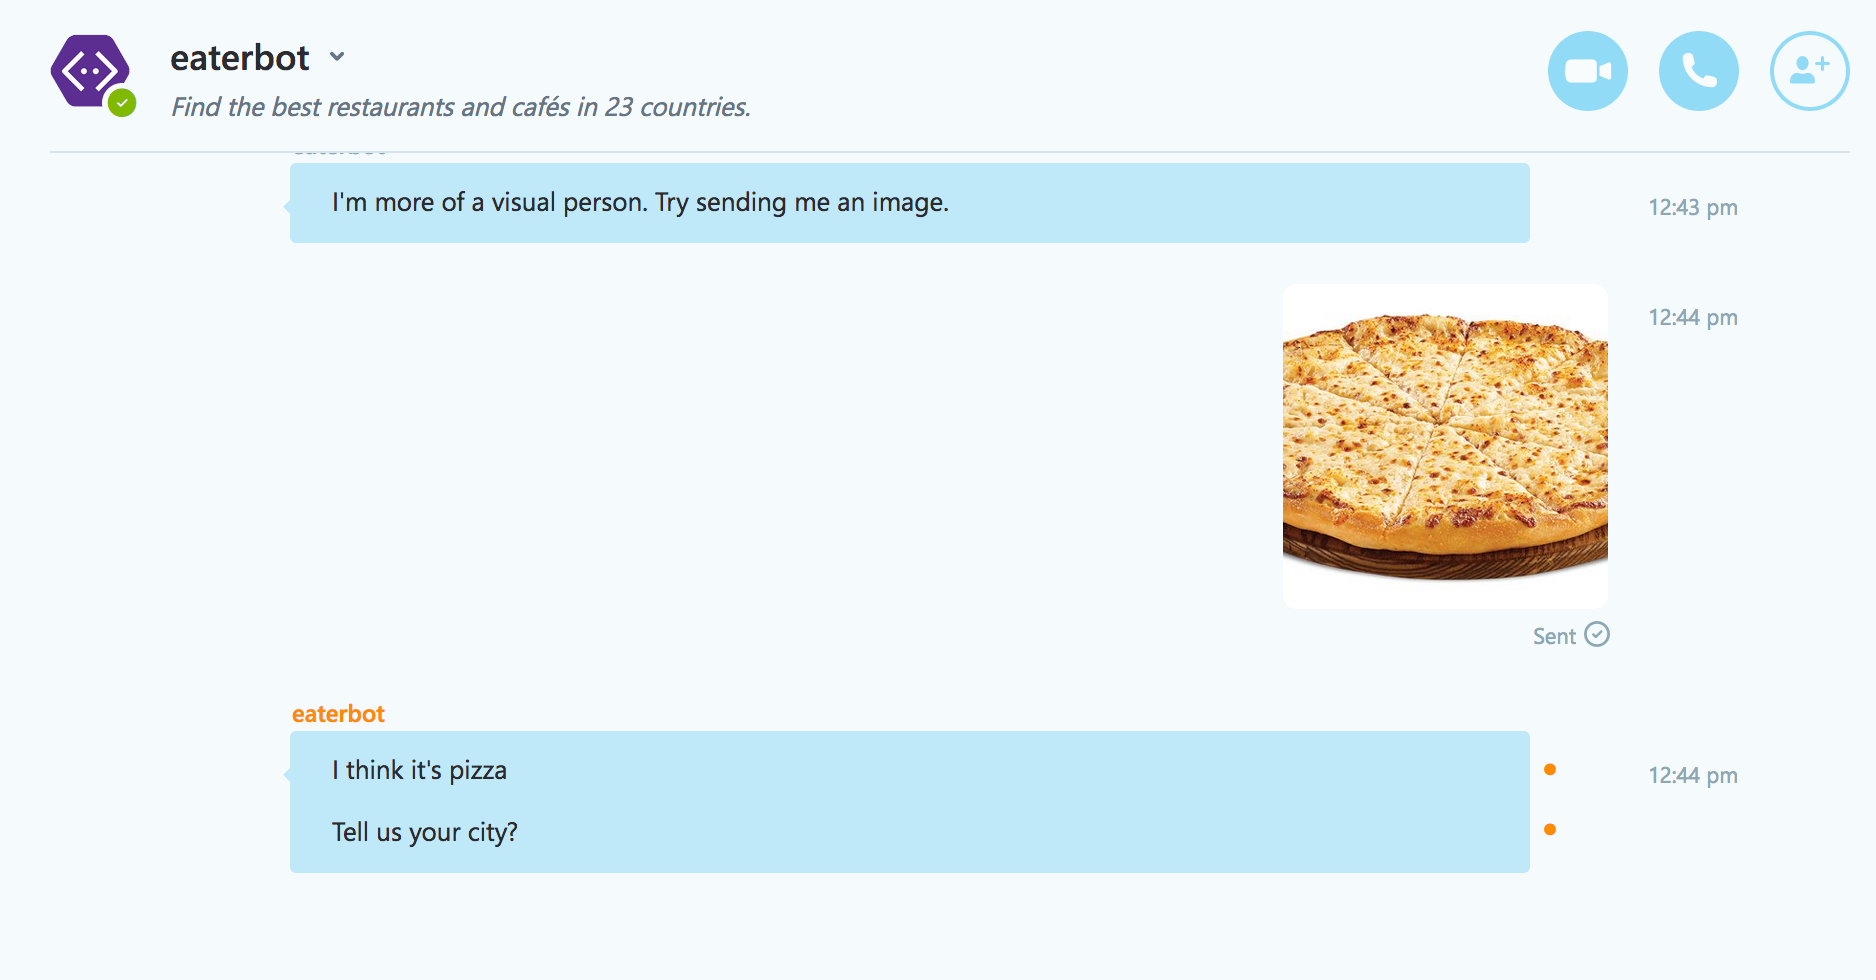 eaterbot
Find the best restaurants and cafés in 23 countries.
I'm more of a visual person. Try sending me an image.
12:43 pm
12:44 pm
Sent
eaterbot
I think it's pizza
12:44 pm
Tell us your city?